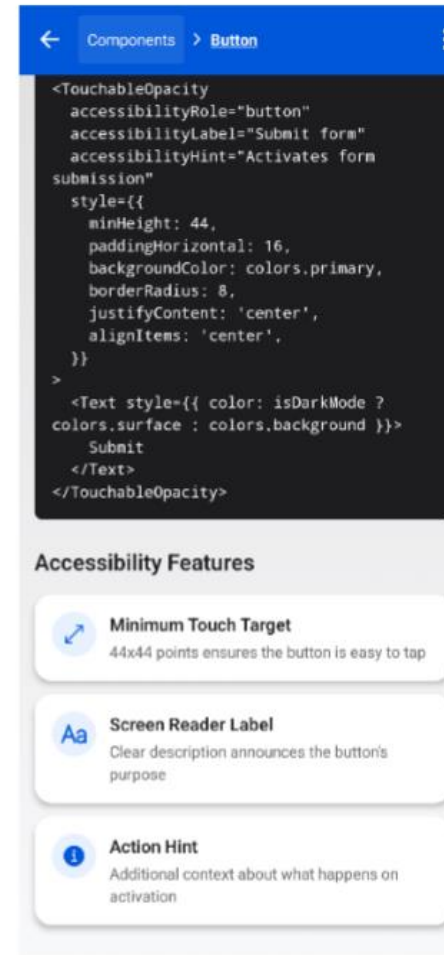 Components > Button
<TouchableOpacity
accessibilityRole="button"
accessibilityLabel="Submit form"
accessibilityHint="Activates form
submission"
style={{
minHeight: 44,
paddingHorizontal: 16,
backgroundColor: colors.primary,
borderRadius: 8,
justifyContent: 'center',
alignItems: 'center',
}}
>
<Text style={{ color: isDarkMode ?
colors.surface : colors.background }}>
Submit
</Text>
</TouchableOpacity>
Accessibility Features
Minimum Touch Target
44x44 points ensures the button is easy to tap
Aa
Screen Reader Label
Clear description announces the button's
purpose
Action Hint
Additional context about what happens on
activation